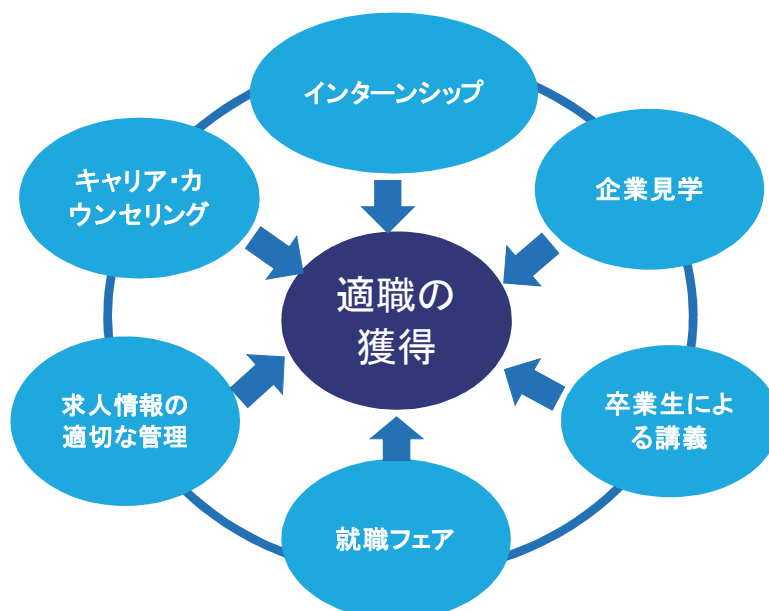 インターンシップ
キャリア・カ
ウンセリング
企業見学
適職の
獲得
求人情報の
適切な管理
卒業生によ
る講義
就職フェア